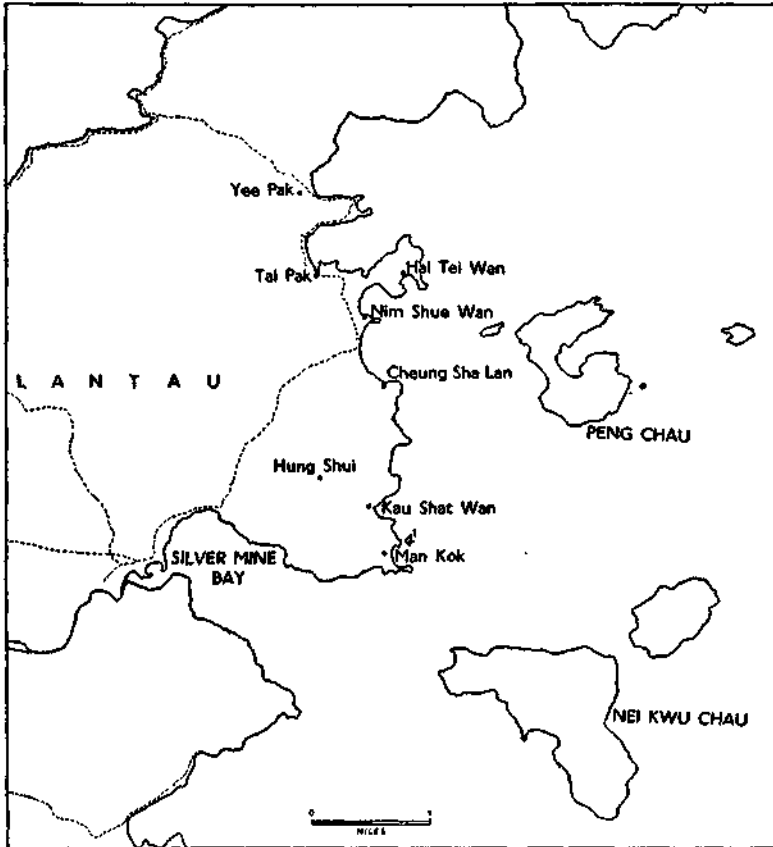 Yee Pak
Tai Pak
Hai Tei Wan
Nim Shue Wan
LANTAU
Cheung Sha Lan
PENG CHAU
Hung Shui
Kau Shat Wan
Man Kok
SILVER MINE
BAY
NEI KWU CHAU
0 1
MILES